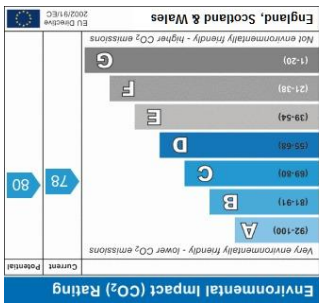 Environmental Impact (CO₂) Rating
Current Potential
Very environmentally friendly - lower CO₂ emissions
(92-100) A
(81-91) B
(69-80) C
(55-68) D
(39-54) E
(21-38) F
(1-20) G
78
80
Not environmentally friendly - higher CO₂ emissions
England, Scotland & Wales
EU Directive
2002/91/EC